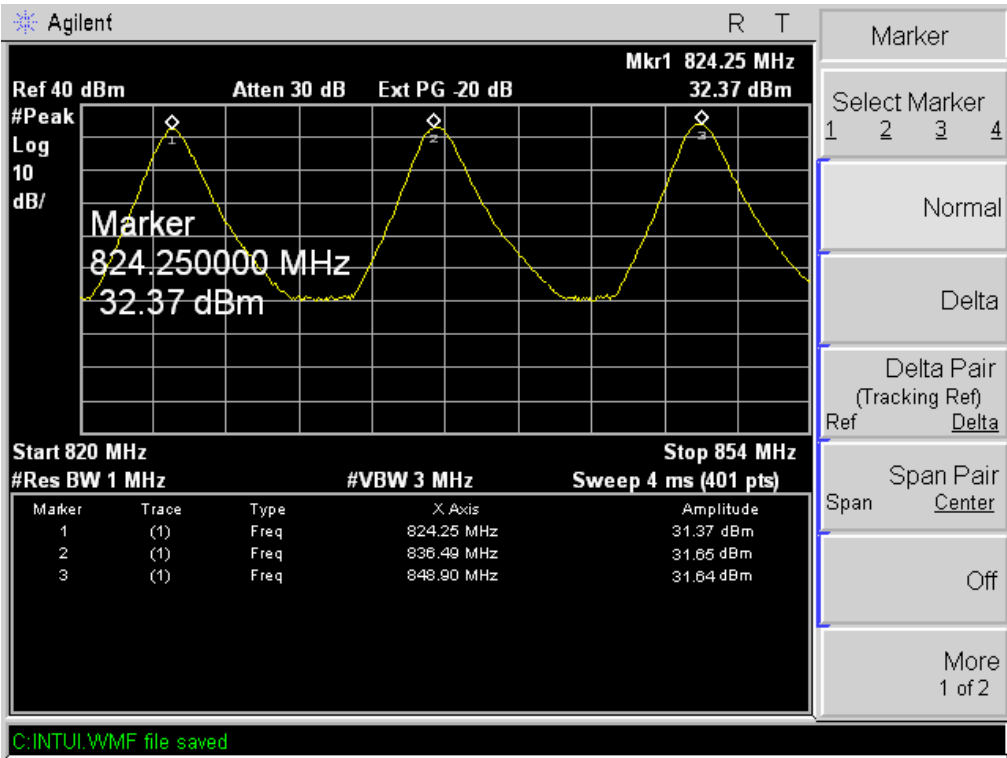 Agilent R T
Mkr1 824.25 MHz
Ref 40 dBm Atten 30 dB Ext PG -20 dB 32.37 dBm
#Peak
Log
10
dB/
1 2 3
Marker
824.250000 MHz
32.37 dBm
Start 820 MHz Stop 854 MHz
#Res BW 1 MHz #VBW 3 MHz Sweep 4 ms (401 pts)
Marker Trace Type X Axis Amplitude
1 (1) Freq 824.25 MHz 31.37 dBm
2 (1) Freq 836.49 MHz 31.65 dBm
3 (1) Freq 848.90 MHz 31.64 dBm
C:INTUI.WMF file saved
Marker
Select Marker
1 2 3 4
Normal
Delta
Delta Pair
(Tracking Ref)
Ref Delta
Span Pair
Span Center
Off
More
1 of 2